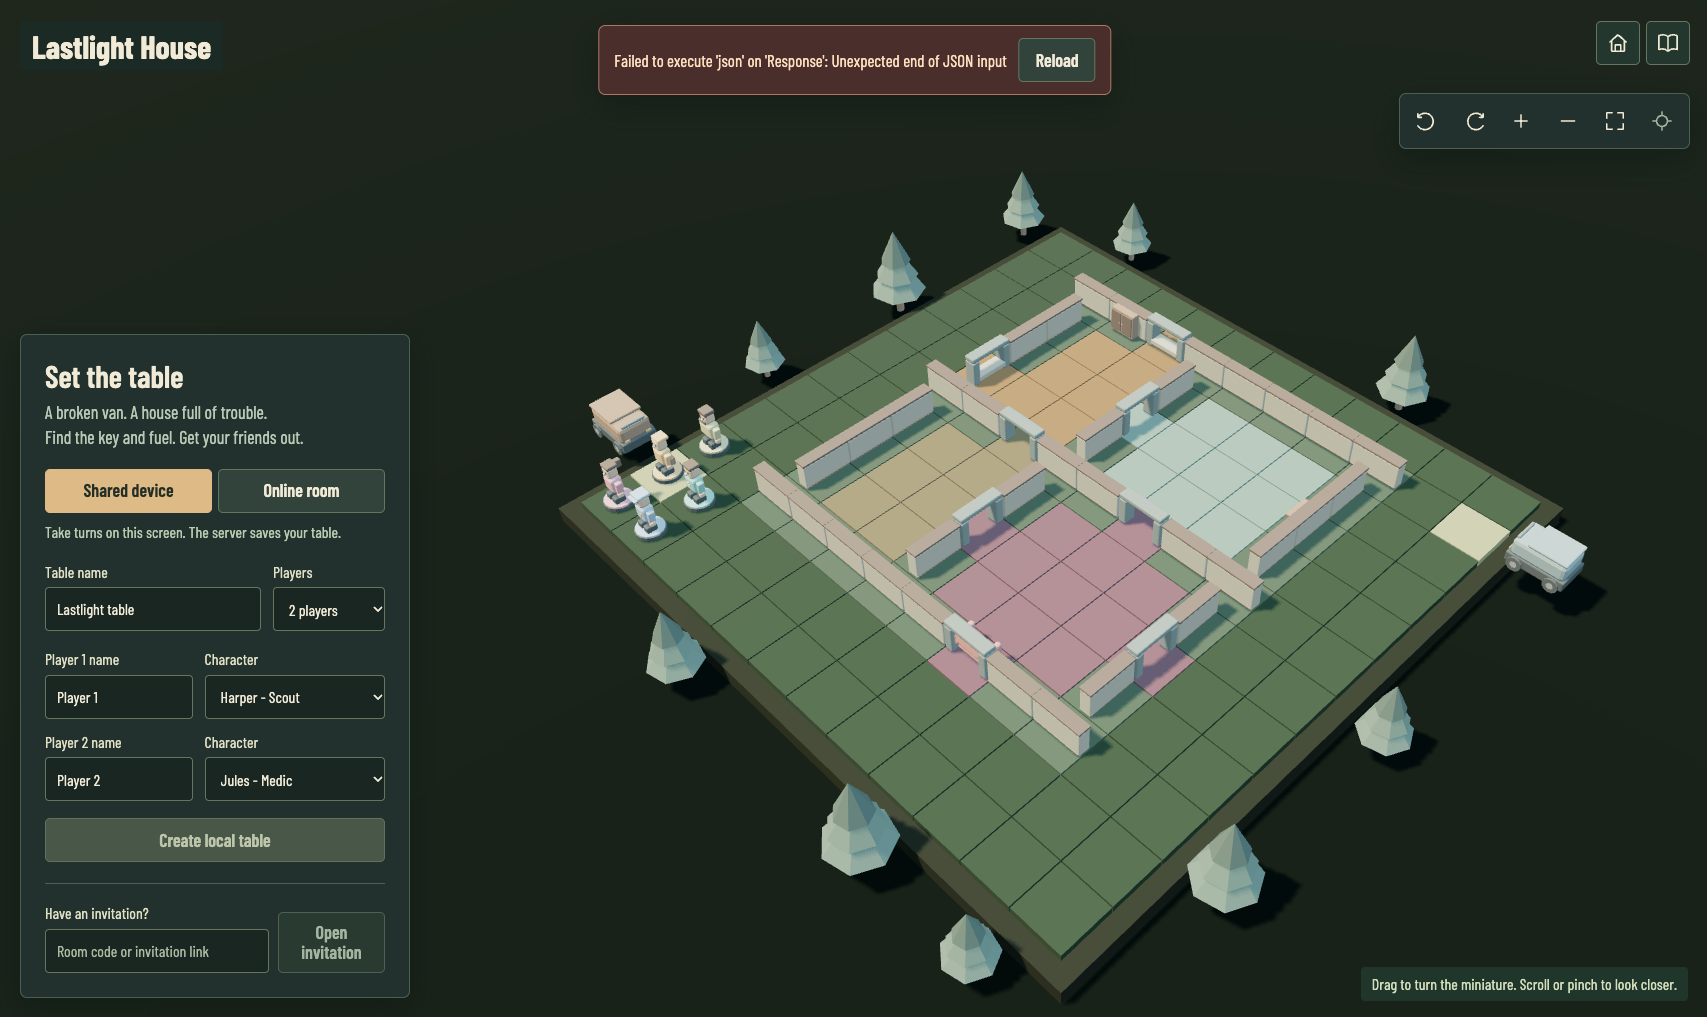 Lastlight House
Failed to execute 'json' on 'Response': Unexpected end of JSON input
Reload
Set the table
A broken van. A house full of trouble.
Find the key and fuel. Get your friends out.
Shared device
Online room
Take turns on this screen. The server saves your table.
Table name
Players
Lastlight table
2 players
Player 1 name
Character
Player 1
Harper - Scout
Player 2 name
Character
Player 2
Jules - Medic
Create local table
Have an invitation?
Room code or invitation link
Open
invitation
Drag to turn the miniature. Scroll or pinch to look closer.